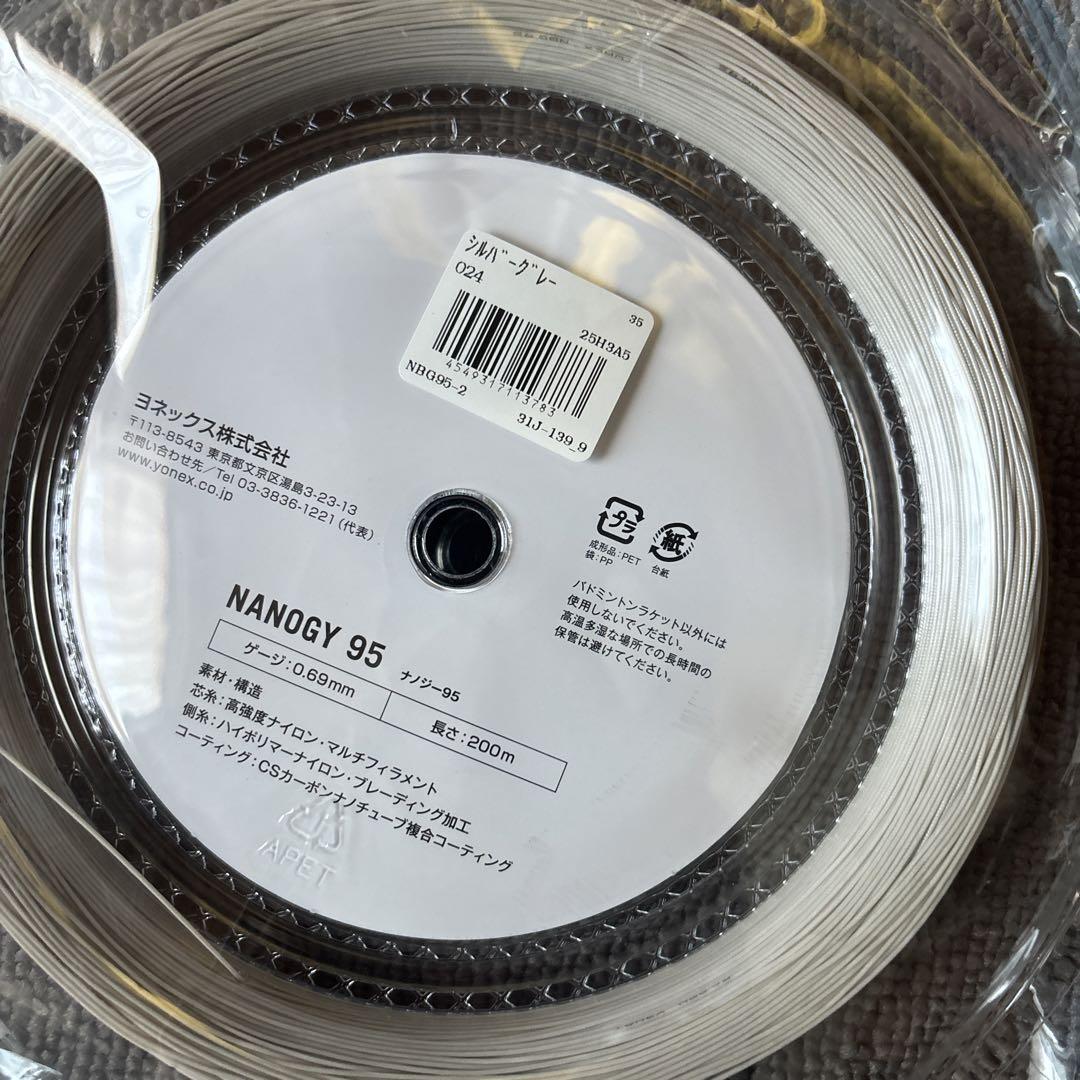 ｼﾙﾊﾞｰｸﾞﾚｰ
024
35
25H3A5
4549317113783
NBG95-2
31J-139_9
ヨネックス株式会社
〒113-8543 東京都文京区湯島3-23-13
お問い合わせ先／Tel 03-3836-1221（代表）
www.yonex.co.jp
プラ
紙
成形品：PET
袋：PP
台紙
バドミントンラケット以外には
使用しないでください。
高温多湿な場所での長時間の
保管は避けてください。
NANOGY 95
ナノジー95
ゲージ：0.69mm
長さ：200m
素材・構造
芯糸：高強度ナイロン・マルチフィラメント
側糸：ハイポリマーナイロン・ブレーディング加工
コーティング：CSカーボンナノチューブ複合コーティング
APET